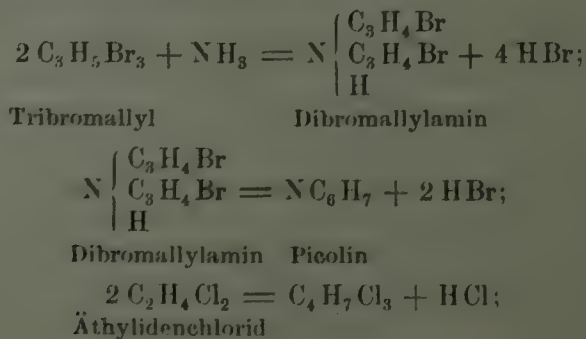 C₃H₄Br
2 C₃H₅Br₃ + NH₃ = N { C₃H₄Br + 4 HBr;
H
Tribromallyl Dibromallylamin
C₃H₄Br
N { C₃H₄Br = NC₆H₇ + 2 HBr;
H
Dibromallylamin Picolin
2 C₂H₄Cl₂ = C₄H₇Cl₃ + HCl;
Äthylidenchlorid